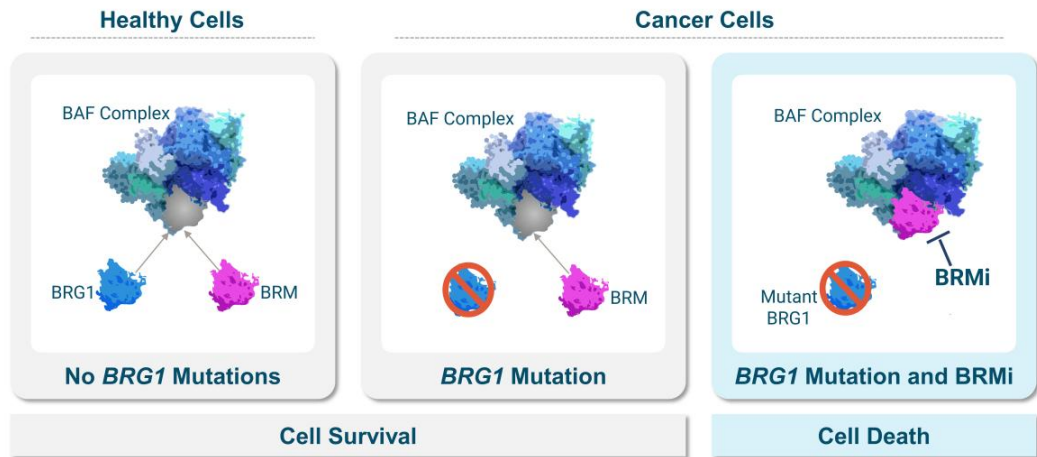 Healthy Cells
Cancer Cells
BAF Complex
BRG1
BRM
No BRG1 Mutations
BAF Complex
BRM
BRG1 Mutation
BAF Complex
BRMi
Mutant
BRG1
BRG1 Mutation and BRMi
Cell Survival
Cell Death